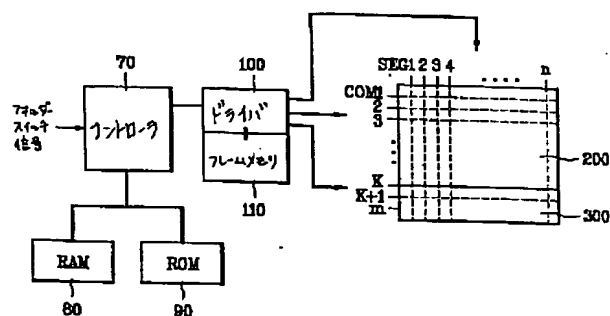 70
100
フォルダー
スイッチ
信号
コントローラ
ドライバ
フレームメモリ
110
RAM
80
ROM
90
SEG1 2 3 4 ・・・・ n
COM1
2
3
K
K+1
m
200
300